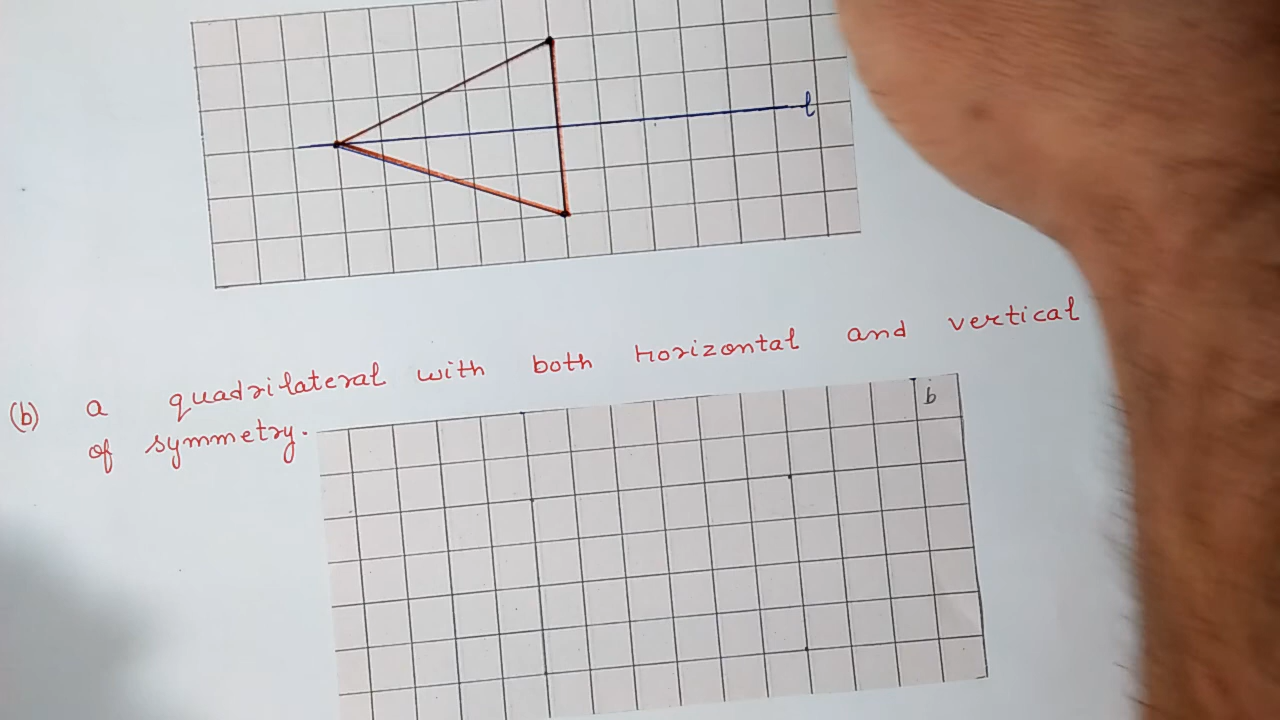 l
(b) a quadrilateral with both horizontal and vertical
of symmetry.
b